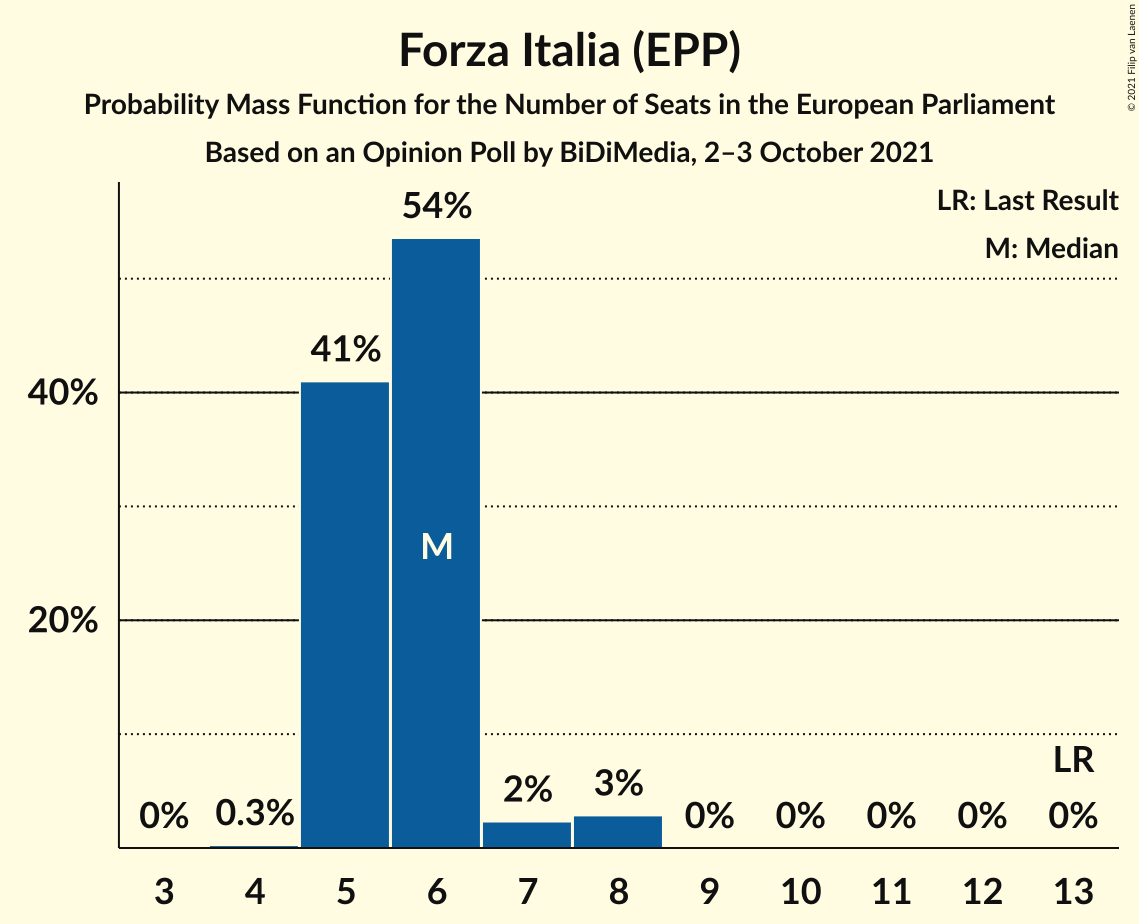 Forza Italia (EPP)
Probability Mass Function for the Number of Seats in the European Parliament
Based on an Opinion Poll by BiDiMedia, 2–3 October 2021
© 2021 Filip van Laenen
LR: Last Result
M: Median
54%
41%
40%
M
20%
LR
0% 0.3% 2% 3% 0% 0% 0% 0% 0%
3 4 5 6 7 8 9 10 11 12 13